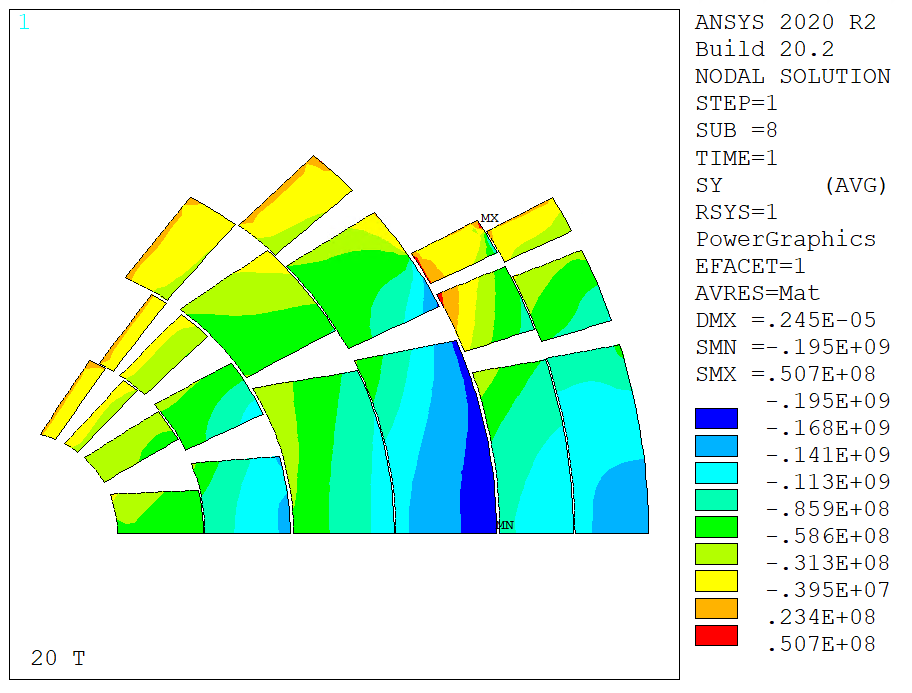 1
ANSYS 2020 R2
Build 20.2
NODAL SOLUTION
STEP=1
SUB =8
TIME=1
SY (AVG)
RSYS=1
PowerGraphics
EFACET=1
AVRES=Mat
DMX =.245E-05
SMN =-.195E+09
SMX =.507E+08
-.195E+09
-.168E+09
-.141E+09
-.113E+09
-.859E+08
-.586E+08
-.313E+08
-.395E+07
.234E+08
.507E+08
MX
MN
20 T